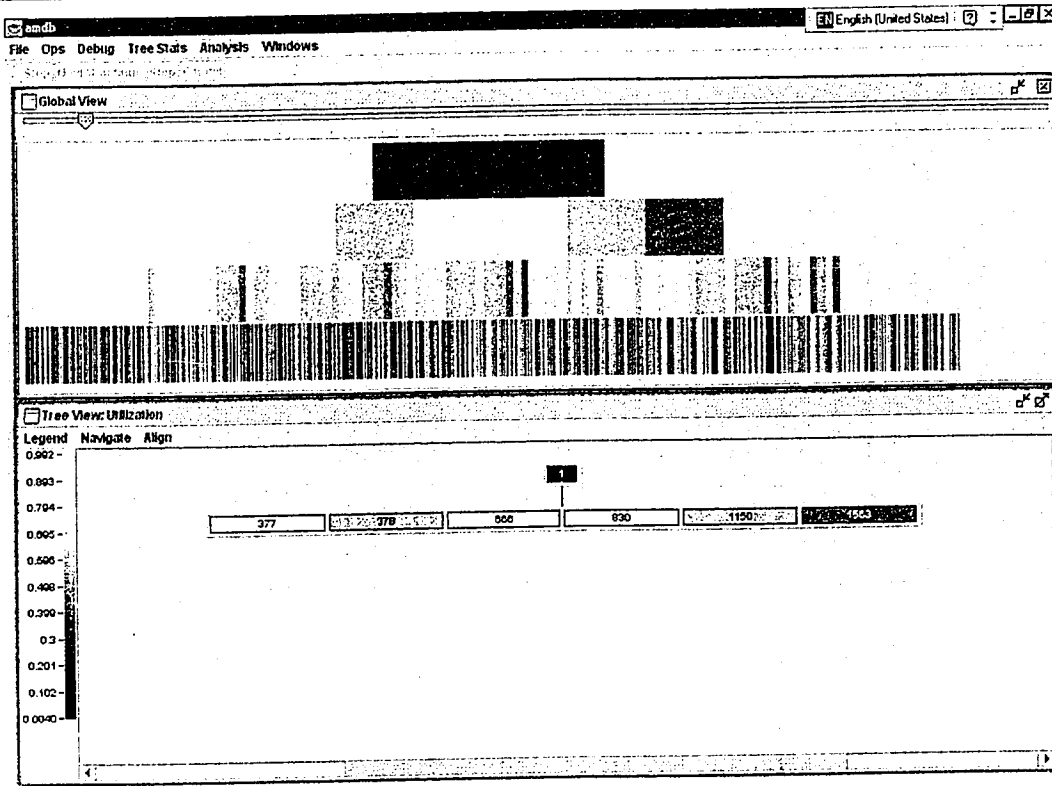 amdb
EN English (United States)
File Ops Debug Tree Stats Analysis Windows
Global View
Tree View: Utilization
Legend Navigate Align
0.992
0.893
0.794
0.695
0.596
0.498
0.399
0.3
0.201
0.102
0.0040
1
377 378 666 830 1150